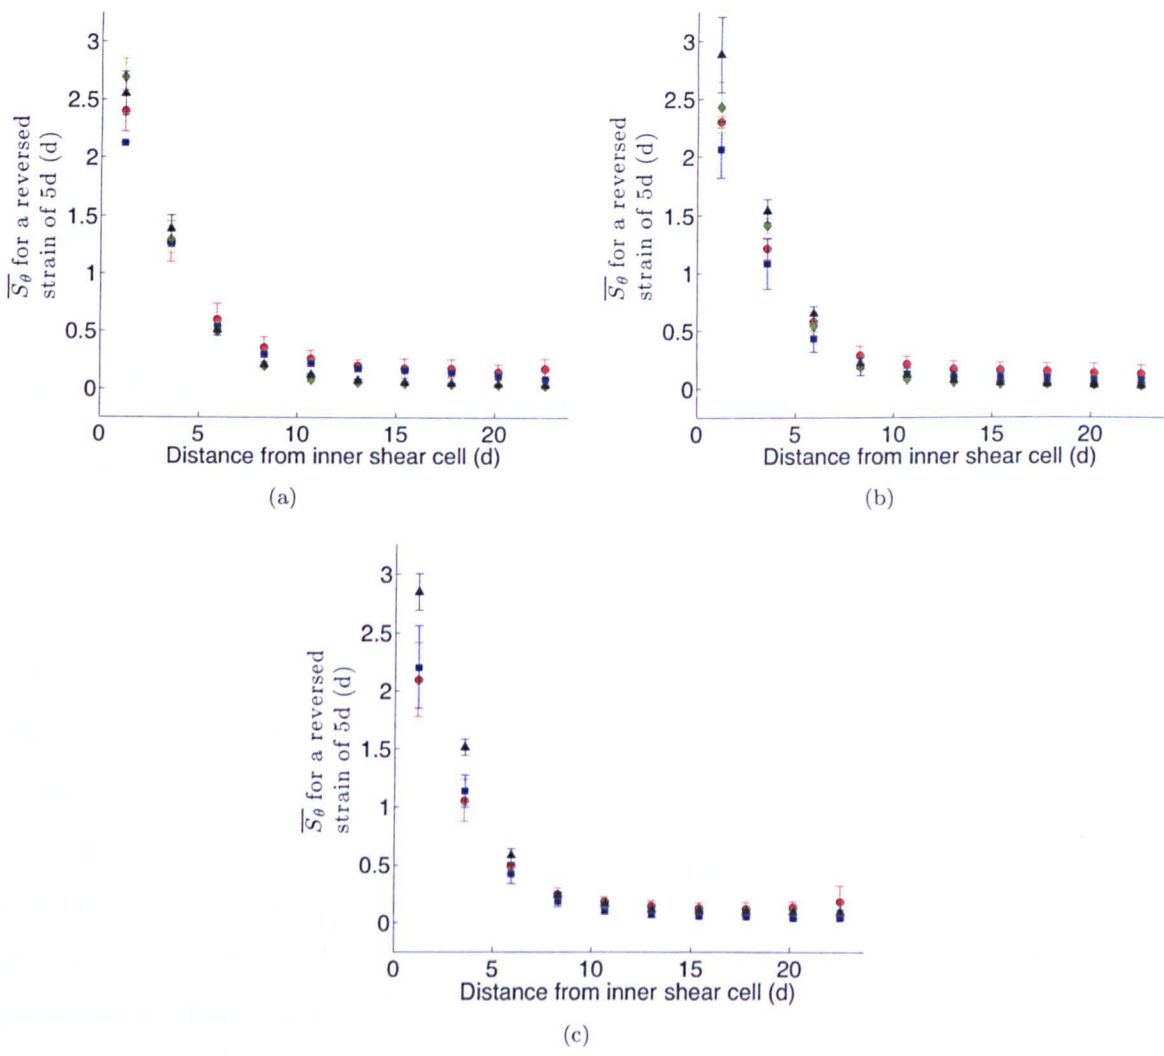 3
2.5
2
1.5
1
0.5
0
0 5 10 15 20
Distance from inner shear cell (d)
$\overline{S_\theta}$ for a reversed
strain of 5d (d)
(a)
3
2.5
2
1.5
1
0.5
0
0 5 10 15 20
Distance from inner shear cell (d)
$\overline{S_\theta}$ for a reversed
strain of 5d (d)
(b)
3
2.5
2
1.5
1
0.5
0
0 5 10 15 20
Distance from inner shear cell (d)
$\overline{S_\theta}$ for a reversed
strain of 5d (d)
(c)